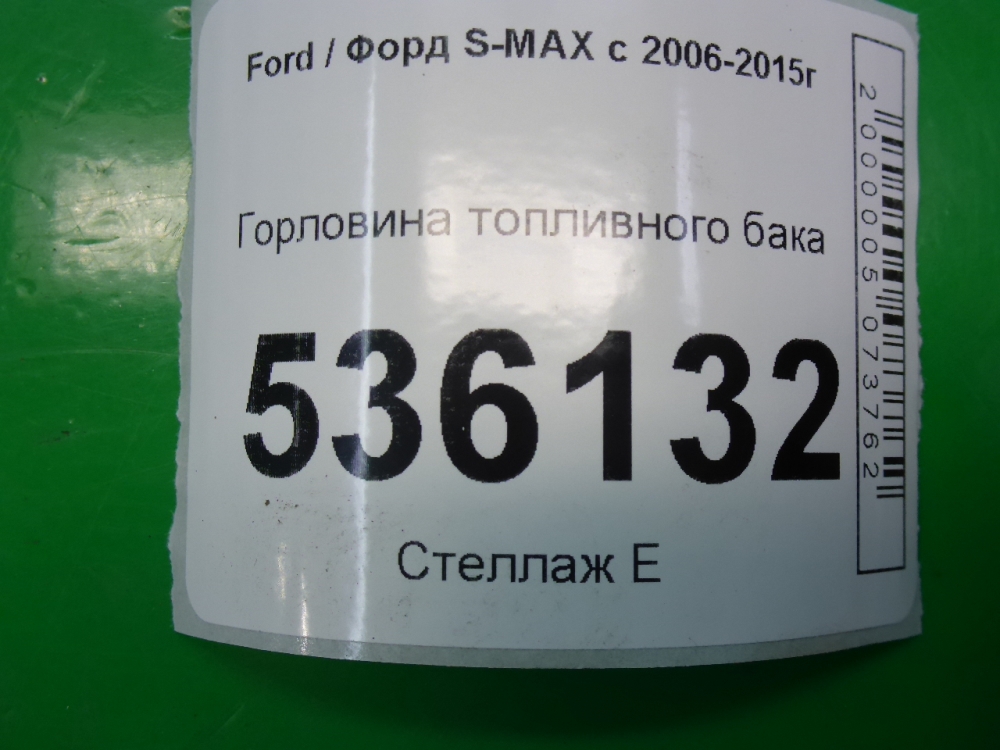 Ford / Форд S-MAX с 2006-2015г
Горловина топливного бака
536132
Стеллаж Е
2000005073762